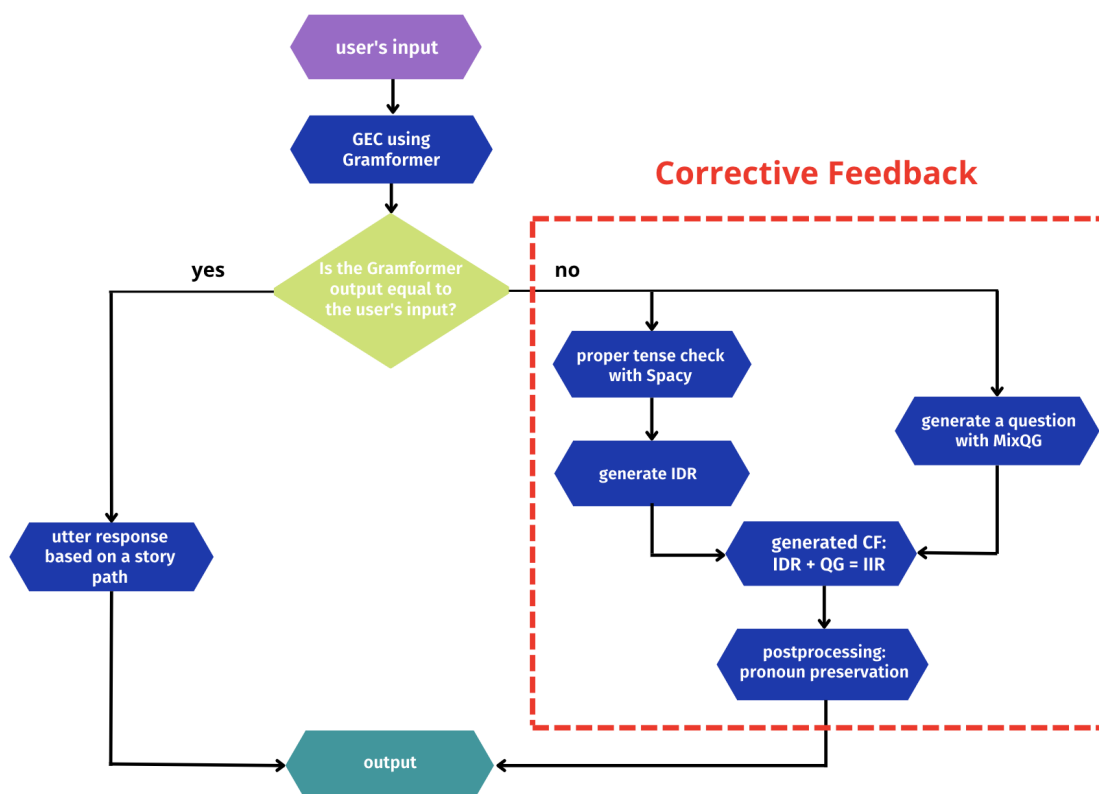 user's input
GEC using
Gramformer
Corrective Feedback
yes
Is the Gramformer
output equal to
the user's input?
no
proper tense check
with Spacy
generate a question
with MixQG
generate IDR
utter response
based on a story
path
generated CF:
IDR + QG = IIR
postprocessing:
pronoun preservation
output